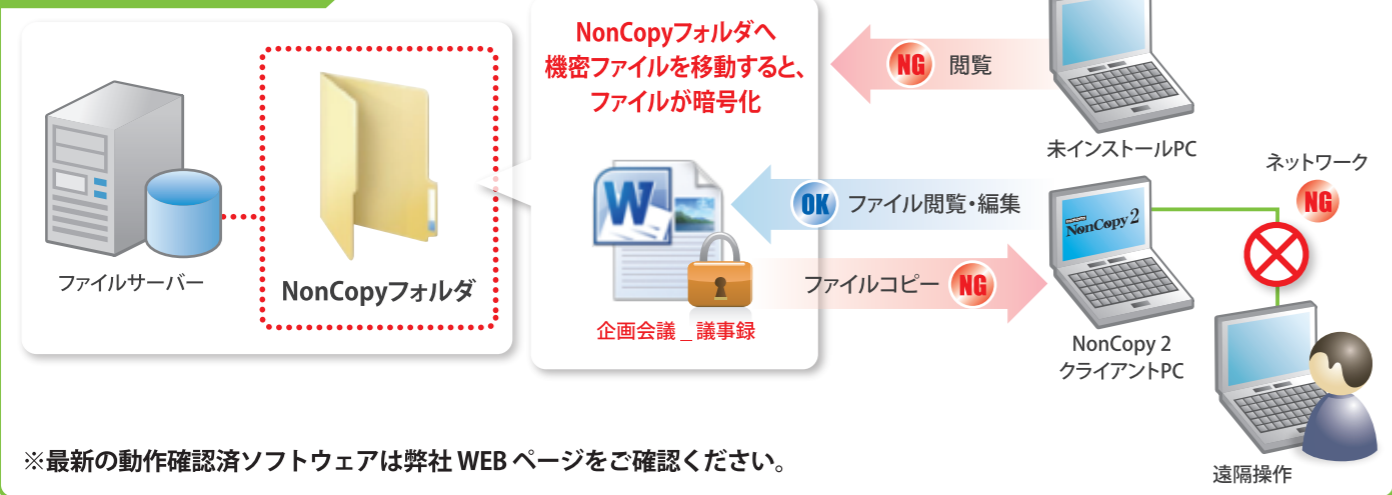 NonCopyフォルダへ
機密ファイルを移動すると、
ファイルが暗号化
NG 閲覧
未インストールPC
ネットワーク
NG
OK ファイル閲覧・編集
NonCopy 2
ファイルコピー NG
ファイルサーバー
NonCopyフォルダ
W
企画会議 _ 議事録
NonCopy 2
クライアントPC
遠隔操作
※最新の動作確認済ソフトウェアは弊社 WEB ページをご確認ください。